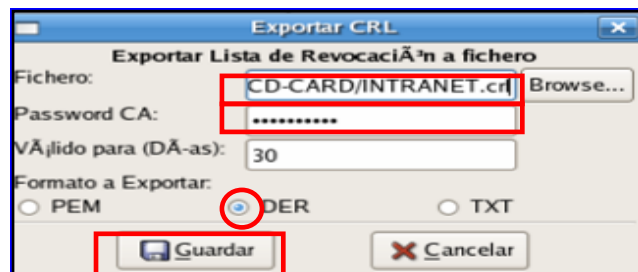 Exportar CRL
Exportar Lista de RevocaciÃ³n a fichero
Fichero: CD-CARD/INTRANET.crl Browse...
Password CA: ••••••••••
VÃ¡lido para (DÃ­-as): 30
Formato a Exportar:
PEM DER TXT
Guardar Cancelar